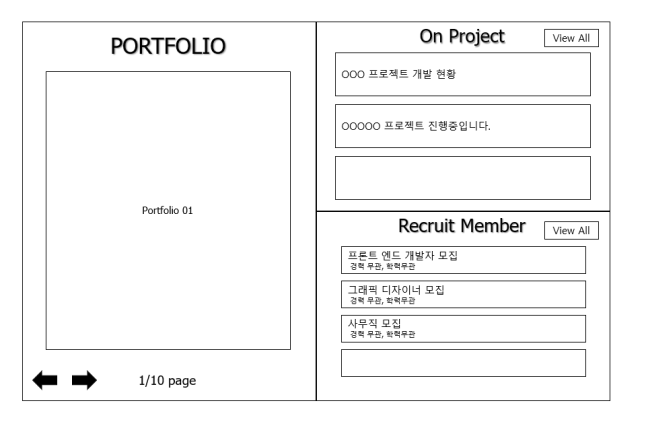 PORTFOLIO
Portfolio 01
1/10 page
On Project
View All
OOO 프로젝트 개발 현황
OOOOO 프로젝트 진행중입니다.
Recruit Member
View All
프론트 엔드 개발자 모집
경력 무관, 학력무관
그래픽 디자이너 모집
경력 무관, 학력무관
사무직 모집
경력 무관, 학력무관